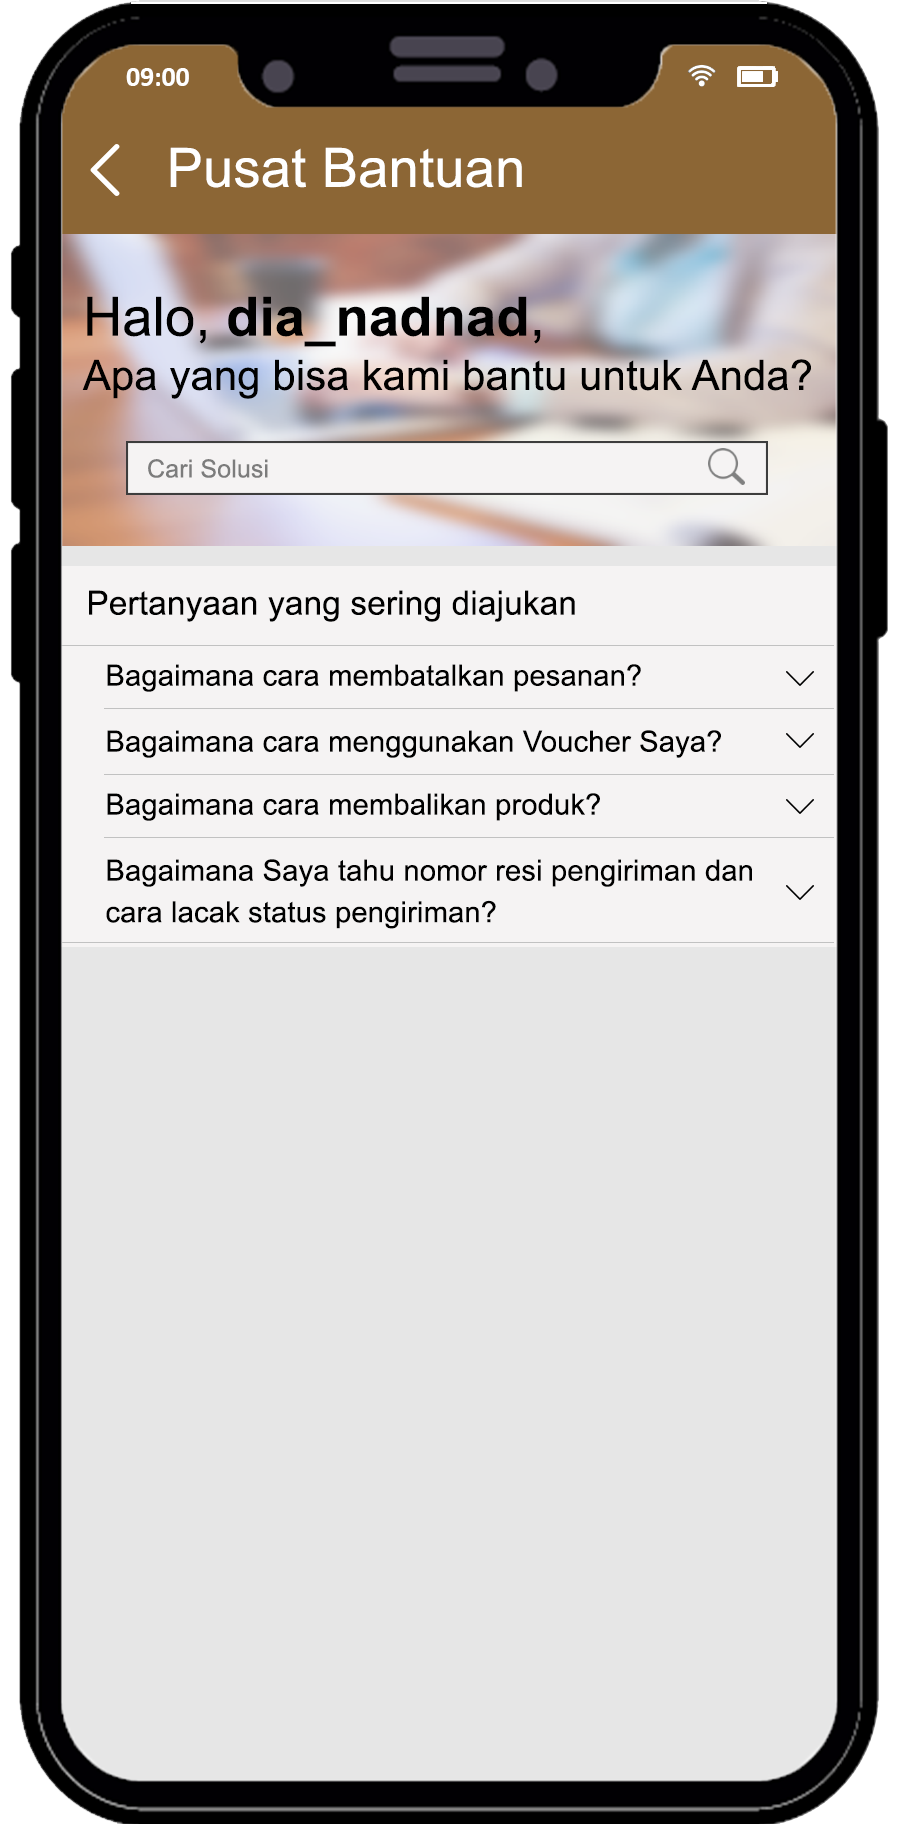 09:00
Pusat Bantuan
Halo, dia_nadnad,
Apa yang bisa kami bantu untuk Anda?
Cari Solusi
Pertanyaan yang sering diajukan
Bagaimana cara membatalkan pesanan?
Bagaimana cara menggunakan Voucher Saya?
Bagaimana cara membalikan produk?
Bagaimana Saya tahu nomor resi pengiriman dan
cara lacak status pengiriman?